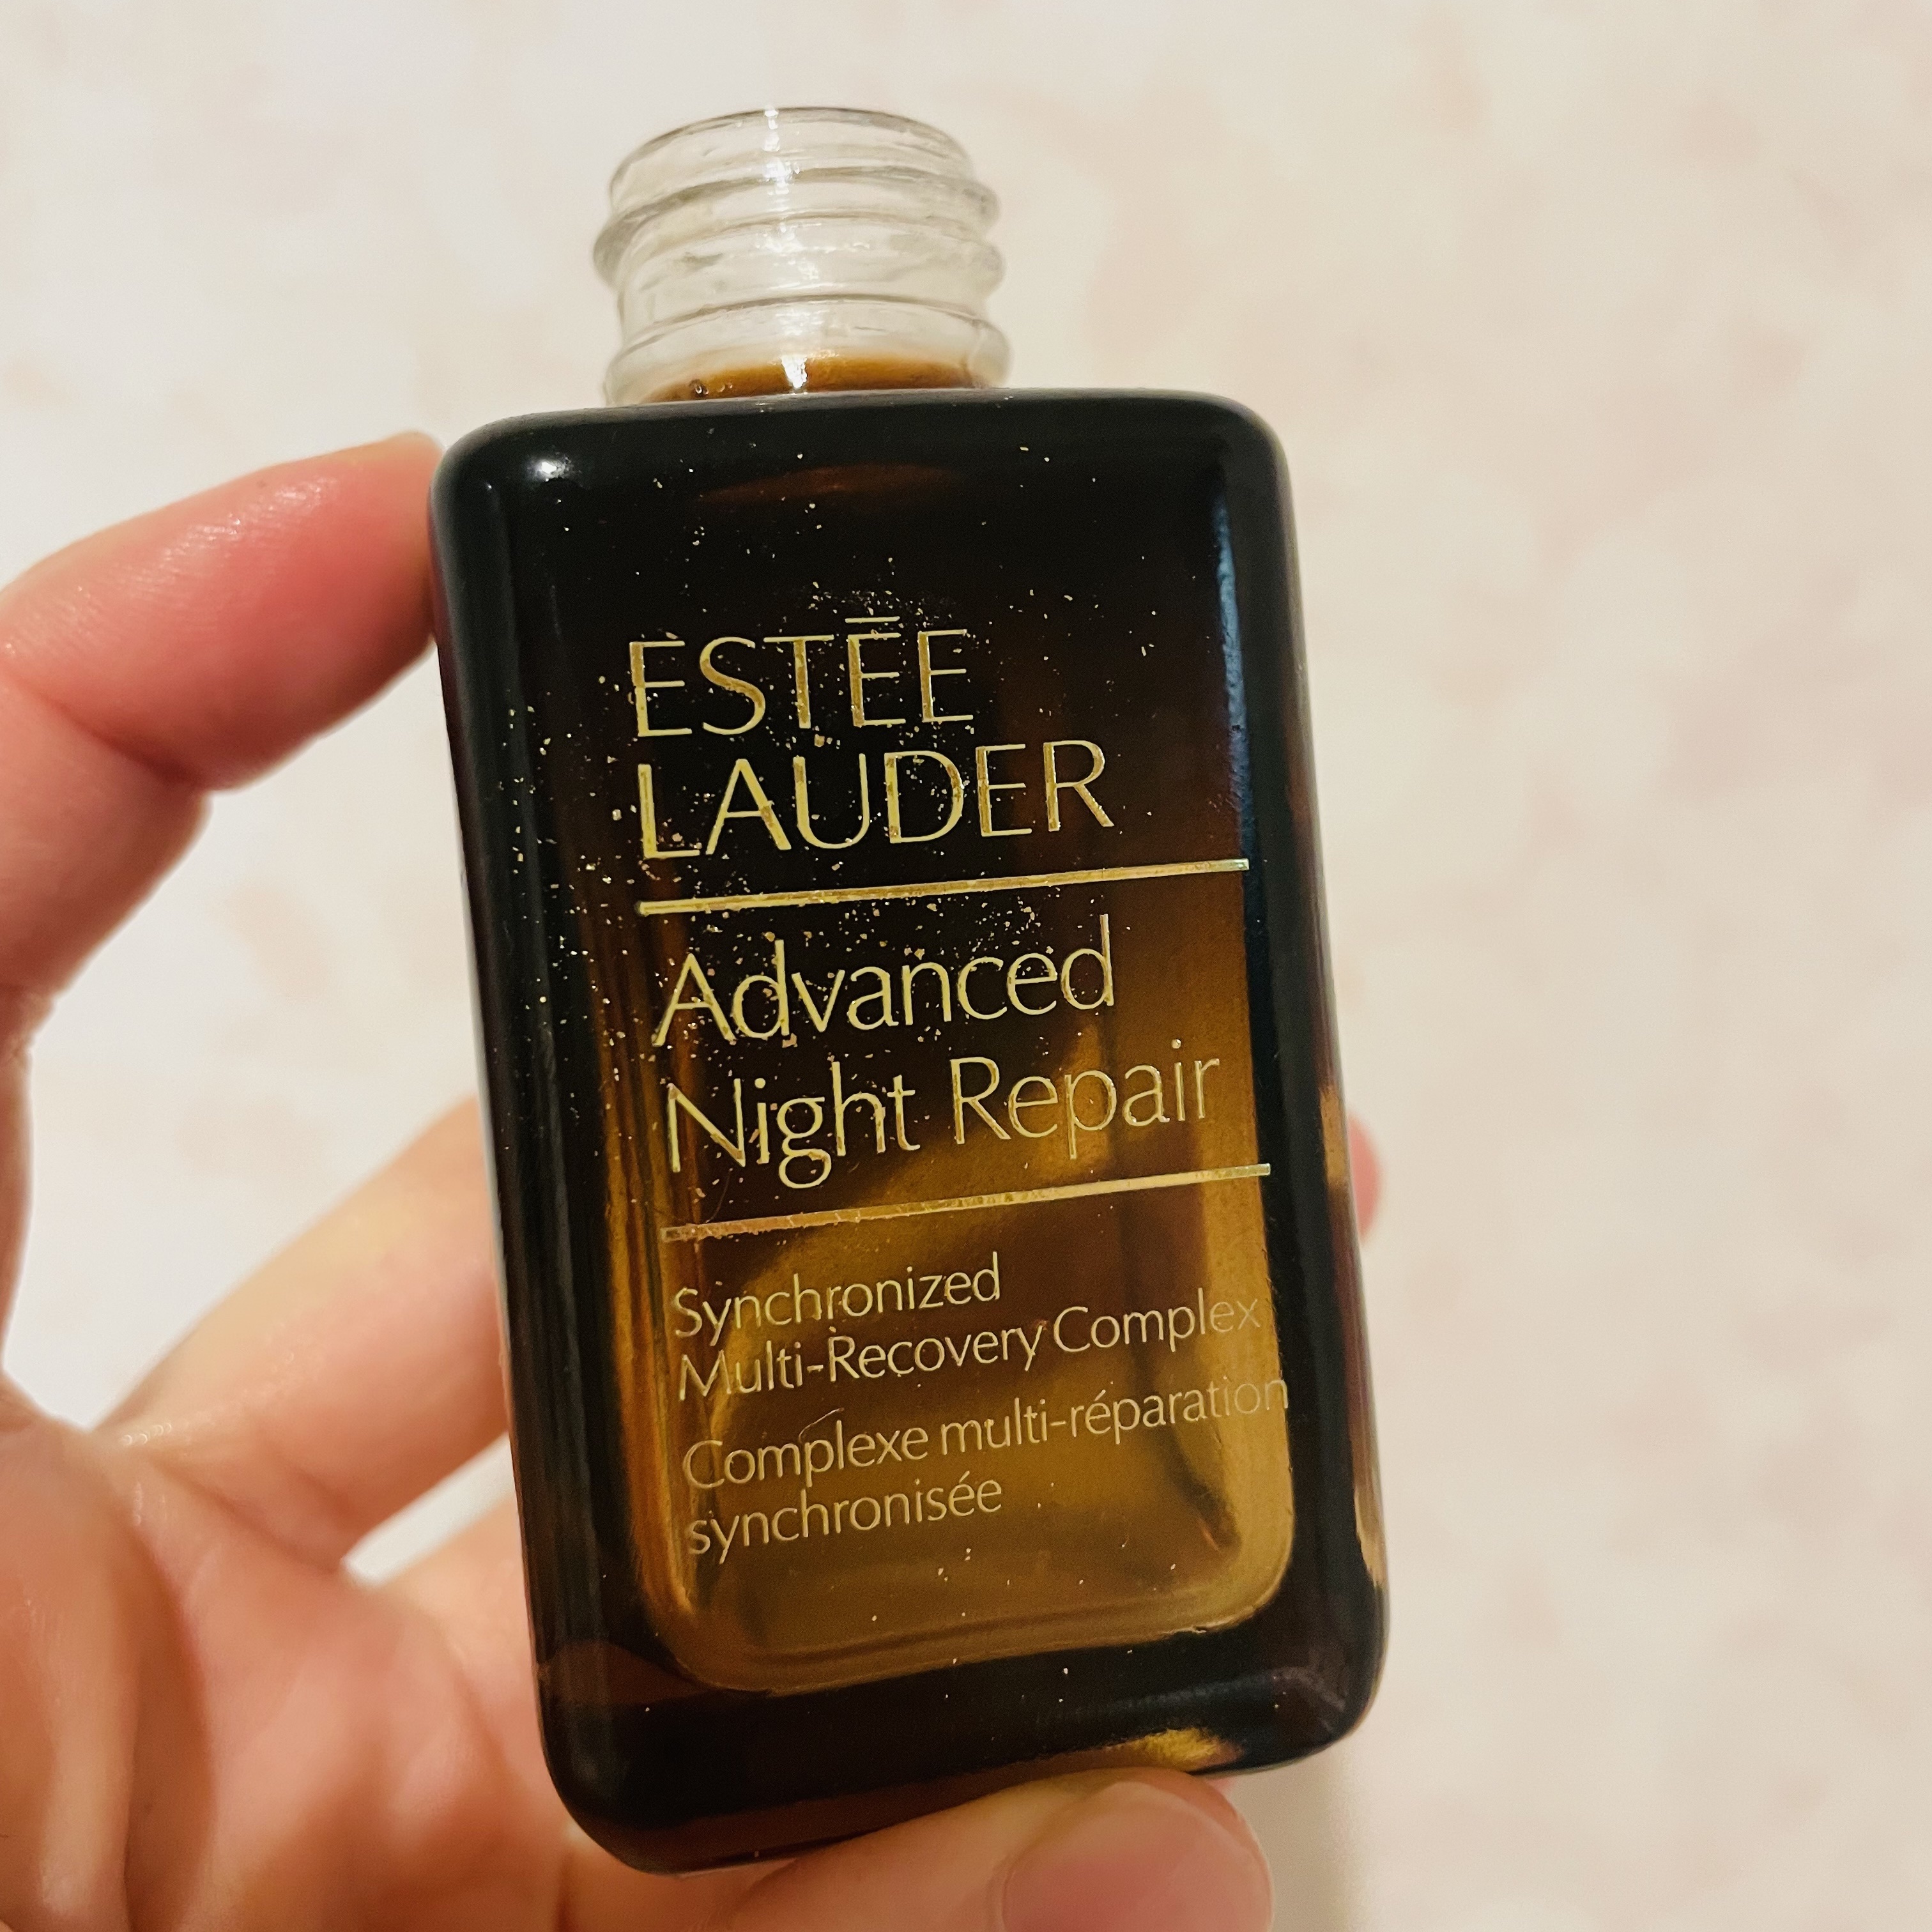 ESTĒE
LAUDER
Advanced
Night Repair
Synchronized
Multi-Recovery Complex
Complexe multi-réparation
synchronisée